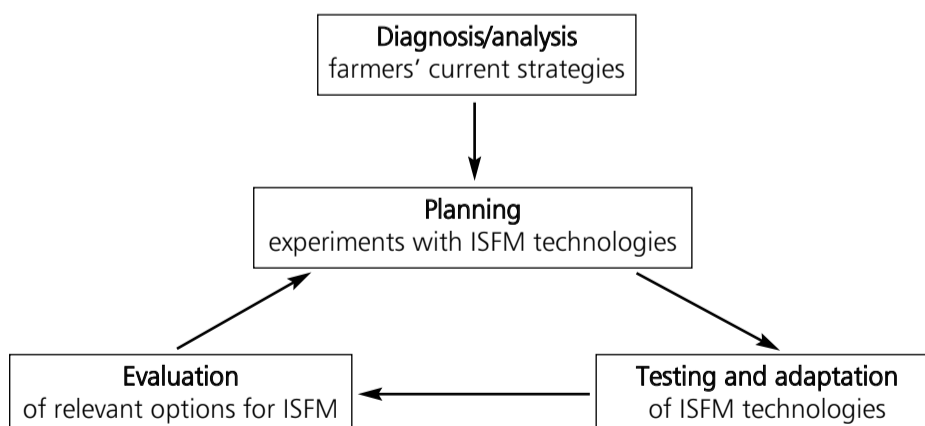 Diagnosis/analysis
farmers’ current strategies
Planning
experiments with ISFM technologies
Evaluation
of relevant options for ISFM
Testing and adaptation
of ISFM technologies